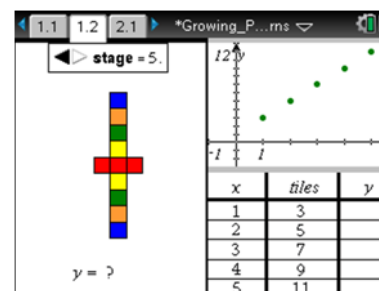 1.1 1.2 2.1 *Growing_P...rns
stage = 5.
12 y
-1 1 1
y = ?
x tiles y
1 3
2 5
3 7
4 9
5 11